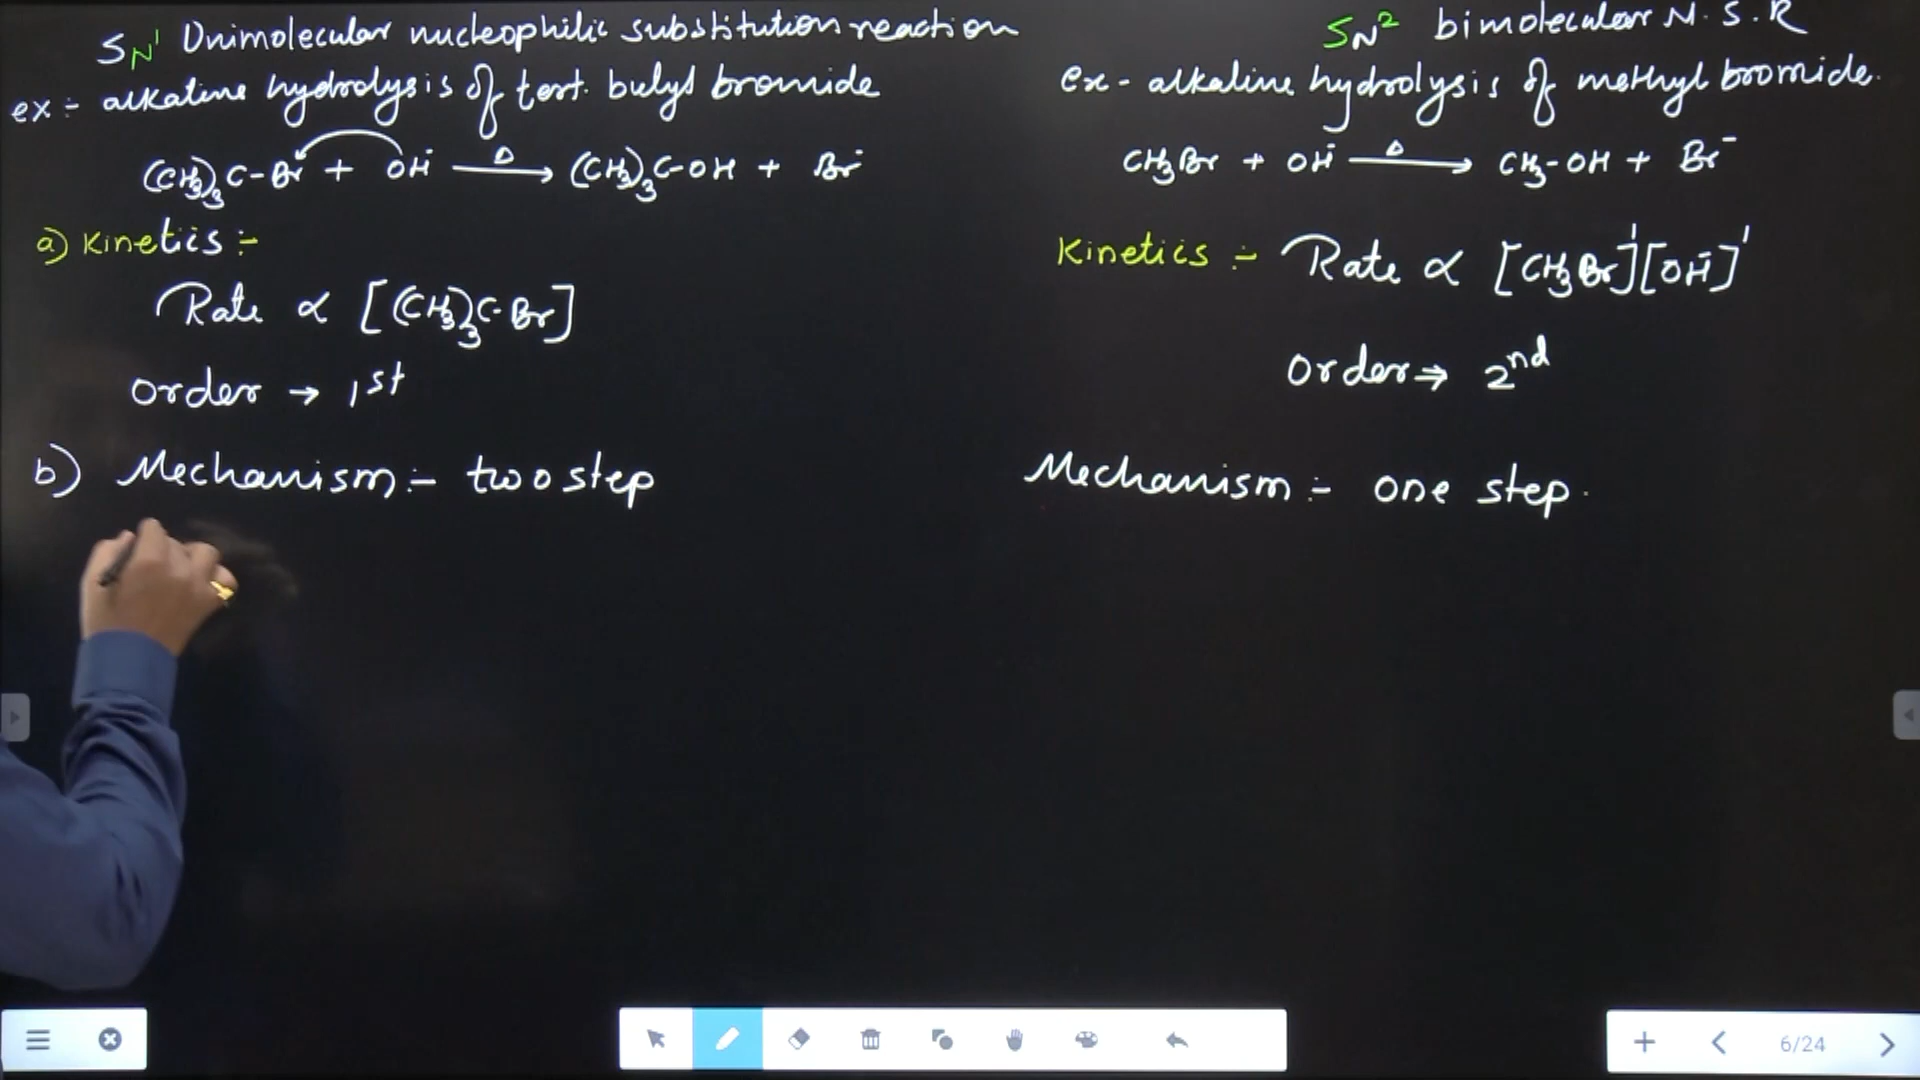 SN¹ Unimolecular nucleophilic substitution reaction
ex :- alkaline hydrolysis of tert. butyl bromide
(CH₃)₃C-Br + OH⁻ —Δ→ (CH₃)₃C-OH + Br⁻
a) Kinetics :-
Rate ∝ [(CH₃)₃C-Br]
Order → 1st
b) Mechanism :- two step
SN² bimolecular N.S.R
ex - alkaline hydrolysis of methyl bromide.
CH₃Br + OH⁻ —Δ→ CH₃-OH + Br⁻
Kinetics :- Rate ∝ [CH₃Br]¹[OH⁻]¹
Order → 2nd
Mechanism :- one step.
6/24